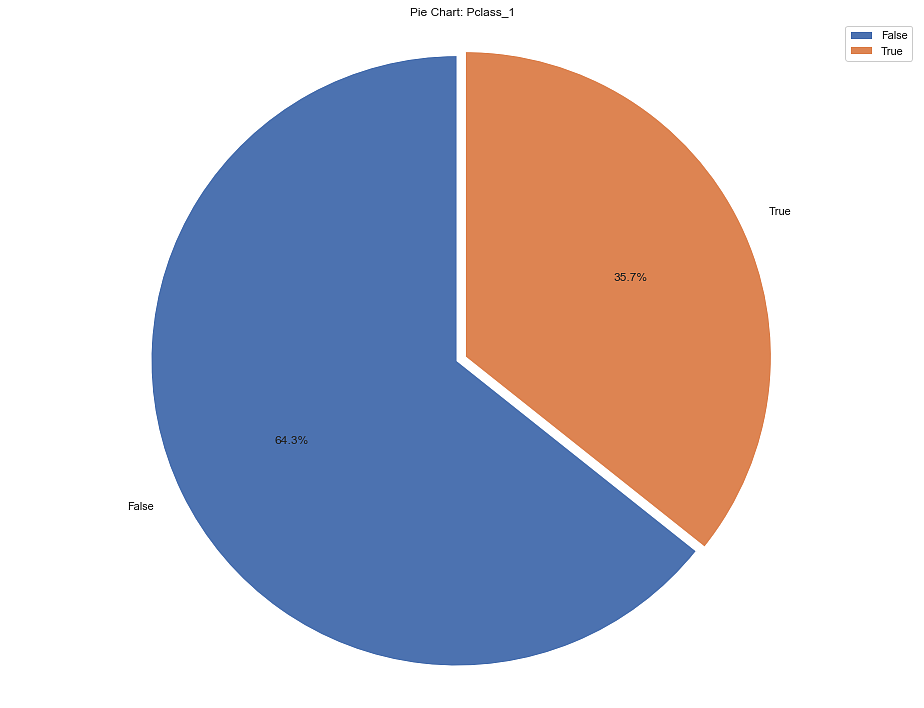 Pie Chart: Pclass_1
False
True
True
35.7%
64.3%
False